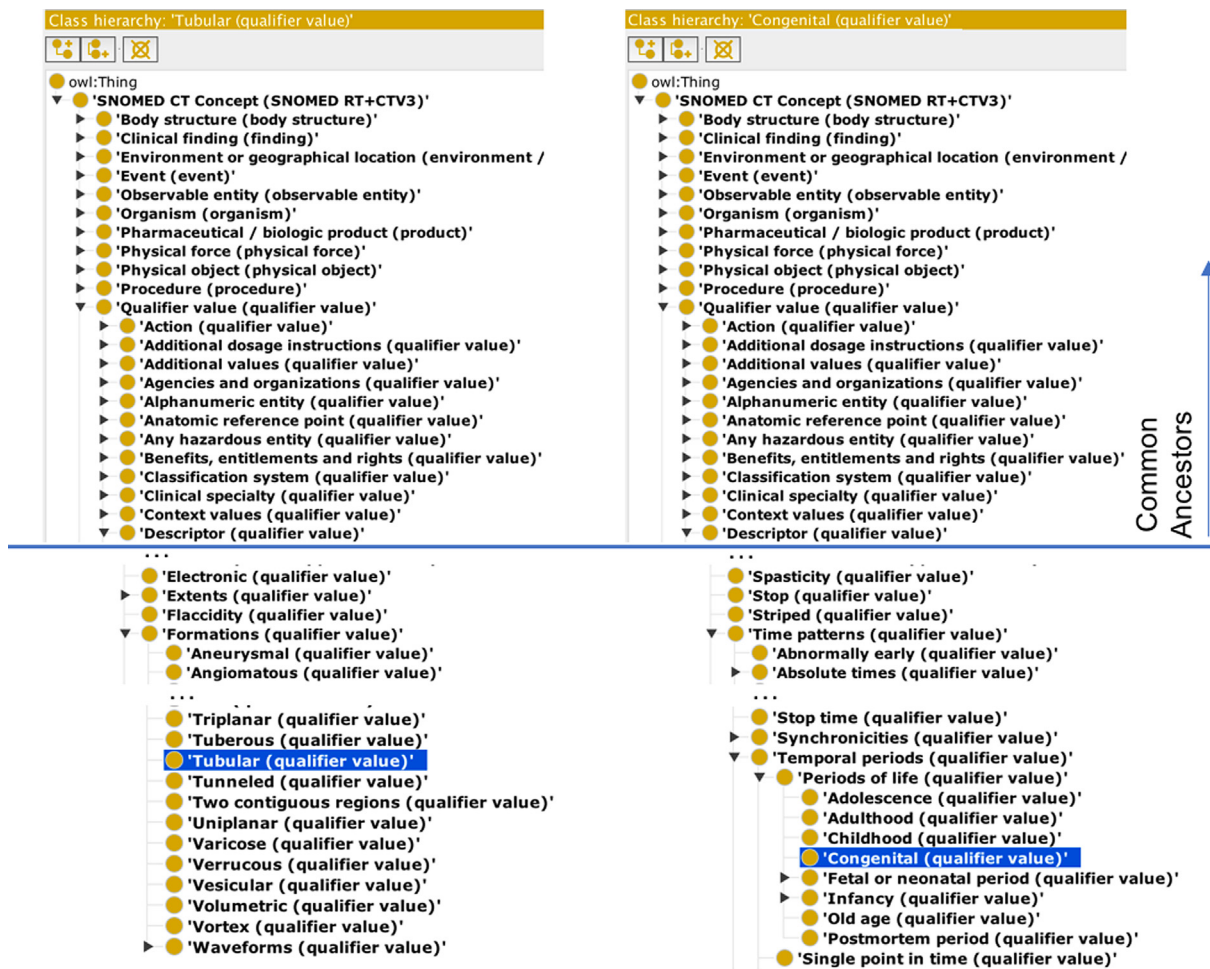 Class hierarchy: 'Tubular (qualifier value)'
owl:Thing
'SNOMED CT Concept (SNOMED RT+CTV3)'
'Body structure (body structure)'
'Clinical finding (finding)'
'Environment or geographical location (environment /
'Event (event)'
'Observable entity (observable entity)'
'Organism (organism)'
'Pharmaceutical / biologic product (product)'
'Physical force (physical force)'
'Physical object (physical object)'
'Procedure (procedure)'
'Qualifier value (qualifier value)'
'Action (qualifier value)'
'Additional dosage instructions (qualifier value)'
'Additional values (qualifier value)'
'Agencies and organizations (qualifier value)'
'Alphanumeric entity (qualifier value)'
'Anatomic reference point (qualifier value)'
'Any hazardous entity (qualifier value)'
'Benefits, entitlements and rights (qualifier value)'
'Classification system (qualifier value)'
'Clinical specialty (qualifier value)'
'Context values (qualifier value)'
'Descriptor (qualifier value)'
...
'Electronic (qualifier value)'
'Extents (qualifier value)'
'Flaccidity (qualifier value)'
'Formations (qualifier value)'
'Aneurysmal (qualifier value)'
'Angiomatous (qualifier value)'
...
'Triplanar (qualifier value)'
'Tuberous (qualifier value)'
'Tubular (qualifier value)'
'Tunneled (qualifier value)'
'Two contiguous regions (qualifier value)'
'Uniplanar (qualifier value)'
'Varicose (qualifier value)'
'Verrucous (qualifier value)'
'Vesicular (qualifier value)'
'Volumetric (qualifier value)'
'Vortex (qualifier value)'
'Waveforms (qualifier value)'
Class hierarchy: 'Congenital (qualifier value)'
owl:Thing
'SNOMED CT Concept (SNOMED RT+CTV3)'
'Body structure (body structure)'
'Clinical finding (finding)'
'Environment or geographical location (environment /
'Event (event)'
'Observable entity (observable entity)'
'Organism (organism)'
'Pharmaceutical / biologic product (product)'
'Physical force (physical force)'
'Physical object (physical object)'
'Procedure (procedure)'
'Qualifier value (qualifier value)'
'Action (qualifier value)'
'Additional dosage instructions (qualifier value)'
'Additional values (qualifier value)'
'Agencies and organizations (qualifier value)'
'Alphanumeric entity (qualifier value)'
'Anatomic reference point (qualifier value)'
'Any hazardous entity (qualifier value)'
'Benefits, entitlements and rights (qualifier value)'
'Classification system (qualifier value)'
'Clinical specialty (qualifier value)'
'Context values (qualifier value)'
'Descriptor (qualifier value)'
...
'Spasticity (qualifier value)'
'Stop (qualifier value)'
'Striped (qualifier value)'
'Time patterns (qualifier value)'
'Abnormally early (qualifier value)'
'Absolute times (qualifier value)'
...
'Stop time (qualifier value)'
'Synchronicities (qualifier value)'
'Temporal periods (qualifier value)'
'Periods of life (qualifier value)'
'Adolescence (qualifier value)'
'Adulthood (qualifier value)'
'Childhood (qualifier value)'
'Congenital (qualifier value)'
'Fetal or neonatal period (qualifier value)'
'Infancy (qualifier value)'
'Old age (qualifier value)'
'Postmortem period (qualifier value)'
'Single point in time (qualifier value)'
Common
Ancestors